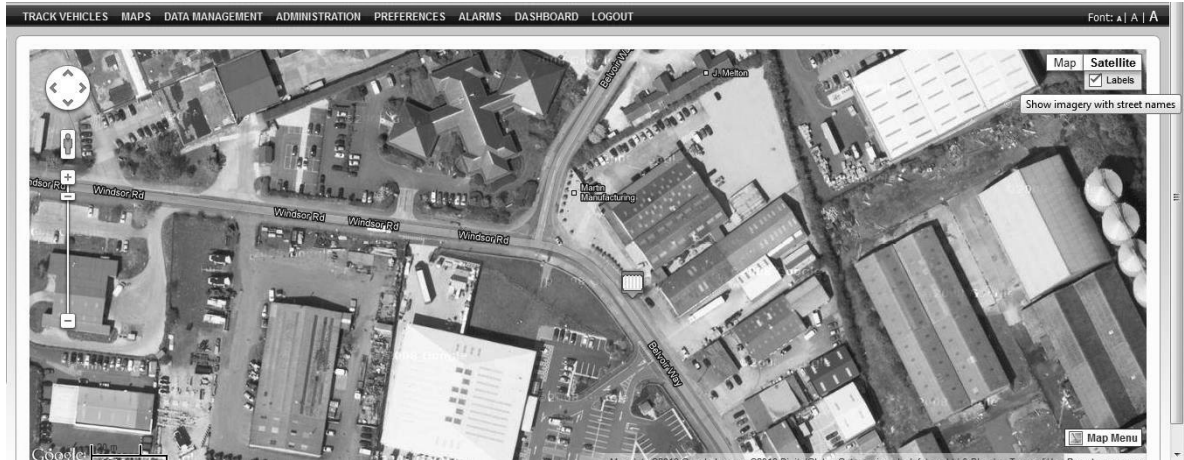 TRACK VEHICLES MAPS DATA MANAGEMENT ADMINISTRATION PREFERENCES ALARMS DASHBOARD LOGOUT
Font: A | A | A
Map Satellite
Labels
Show imagery with street names
Belvoir Way
J. Melton
Martin
Manufacturing
Windsor Rd
Windsor Rd
Windsor Rd
Windsor Rd
Windsor Rd
Belvoir Way
Map Menu
Google